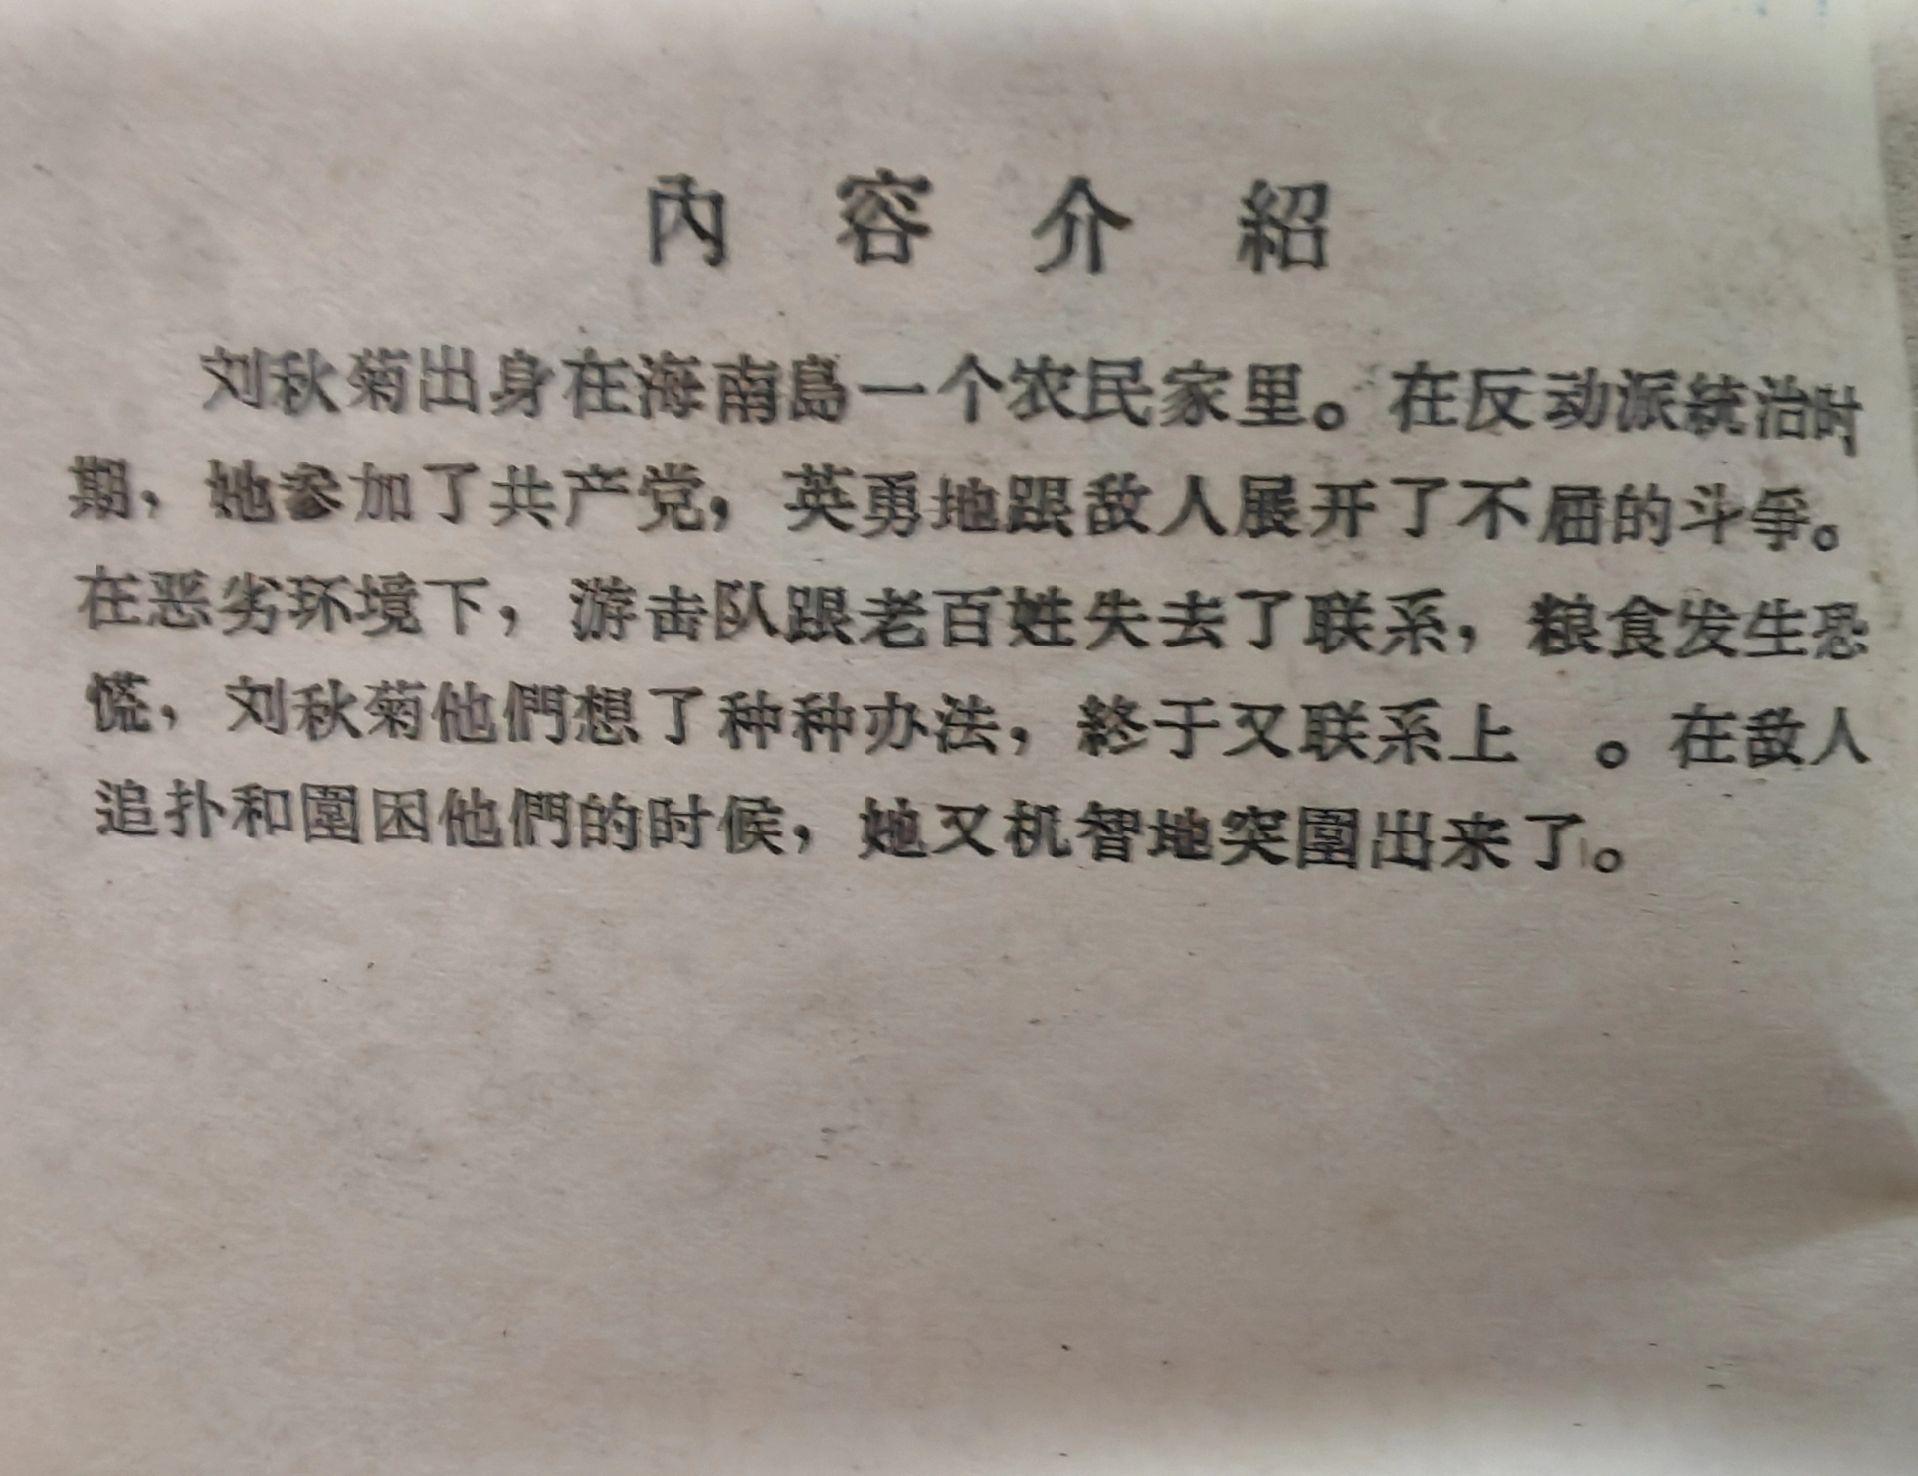 內容介紹
刘秋菊出身在海南島一个农民家里。在反动派統治时
期，她参加了共产党，英勇地跟敌人展开了不屈的斗爭。
在恶劣环境下，游击队跟老百姓失去了联系，粮食发生恐
慌，刘秋菊他們想了种种办法，終于又联系上 。在敌人
追扑和圍困他們的时候，她又机智地突圍出来了。